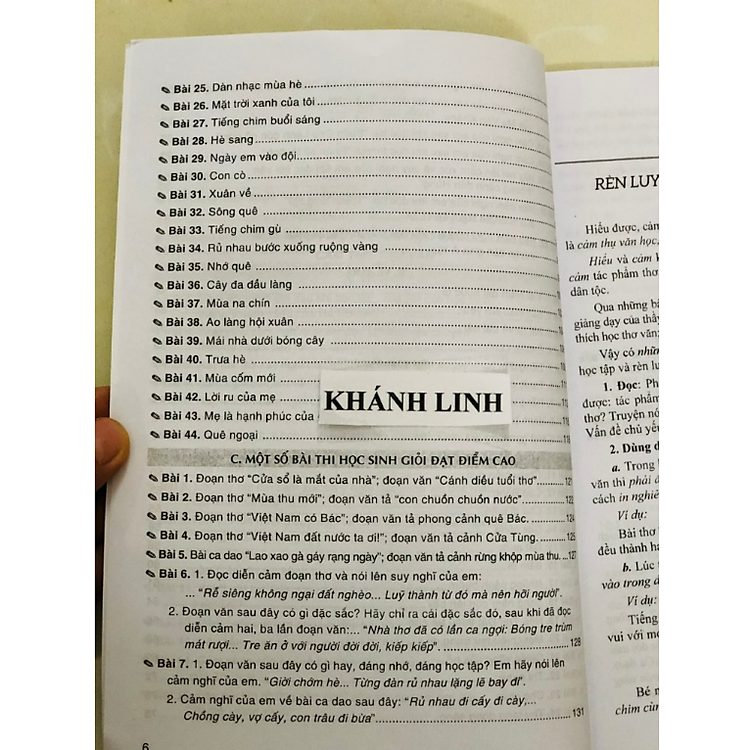 Bài 25. Dàn nhạc mùa hè
Bài 26. Mặt trời xanh của tôi
Bài 27. Tiếng chim buổi sáng
Bài 28. Hè sang
Bài 29. Ngày em vào đội
Bài 30. Con cò
Bài 31. Xuân về
Bài 32. Sông quê
Bài 33. Tiếng chim gù
Bài 34. Rủ nhau bước xuống ruộng vàng
Bài 35. Nhớ quê
Bài 36. Cây đa dầu làng
Bài 37. Mùa na chín
Bài 38. Ao làng hội xuân
Bài 39. Mái nhà dưới bóng cây
Bài 40. Trưa hè
Bài 41. Mùa cốm mới
Bài 42. Lời ru của mẹ
Bài 43. Mẹ là hạnh phúc của
Bài 44. Quê ngoại
KHÁNH LINH
C. MỘT SỐ BÀI THI HỌC SINH GIỎI ĐẠT ĐIỂM CAO
Bài 1. Đoạn thơ “Cửa sổ là mắt của nhà”; đoạn văn “Cánh diều tuổi thơ”. 121
Bài 2. Đoạn thơ “Mùa thu mới”; đoạn văn tả “con chuồn chuồn nước”.
Bài 3. Đoạn thơ “Việt Nam có Bác”; đoạn văn tả phong cảnh quê Bác. 124
Bài 4. Đoạn thơ “Việt Nam đất nước ta ơi!”; đoạn văn tả cảnh Cửa Tùng.
Bài 5. Bài ca dao “Lao xao gà gáy rạng ngày”; đoạn văn tả cảnh rừng khộp mùa thu. 127
Bài 6. 1. Đọc diễn cảm đoạn thơ và nói lên suy nghĩ của em:
... “Rễ siêng không ngại đất nghèo... Luỹ thành từ đó mà nên hỡi người”.
2. Đoạn văn sau đây có gì đặc sắc? Hãy chỉ ra cái đặc sắc đó, sau khi đã đọc
diễn cảm, ba lần đoạn văn:... “Nhà thơ đã có lần ca ngợi: Bóng tre trùm
mát rượi... Tre ăn ở với người đời đời, kiếp kiếp”. 128
Bài 7. 1. Đoạn văn sau đây có gì hay, đáng nhớ, đáng học tập? Em hãy nói lên
cảm nghĩ của em. “Giời chớm hè... Từng đàn rủ nhau lặng lẽ bay đi”.
2. Cảm nghĩ của em về bài ca dao sau đây: “Rủ nhau đi cấy đi cày,...
Chồng cày, vợ cấy, con trâu đi bừa” 131
6
RÈN LUY
Hiểu được, cảm
là cảm thụ văn học,
Hiểu và cảm
cảm tác phẩm thơ
dân tộc.
Qua những bà
giảng dạy của thầy
thích học thơ văn;
Vậy có những
học tập và rèn lu
1. Đọc: Ph
được: tác phẩm
thơ? Truyện nó
Vấn đề chủ yếu
2. Dùng d
a. Trong
văn thì phải đ
cách in nghiê
Ví dụ:
Bài thơ
đều thành ha
b. Lúc
vào trong đ
Ví dụ:
Tiếng
vui với mọ
Bé n
chim cùn